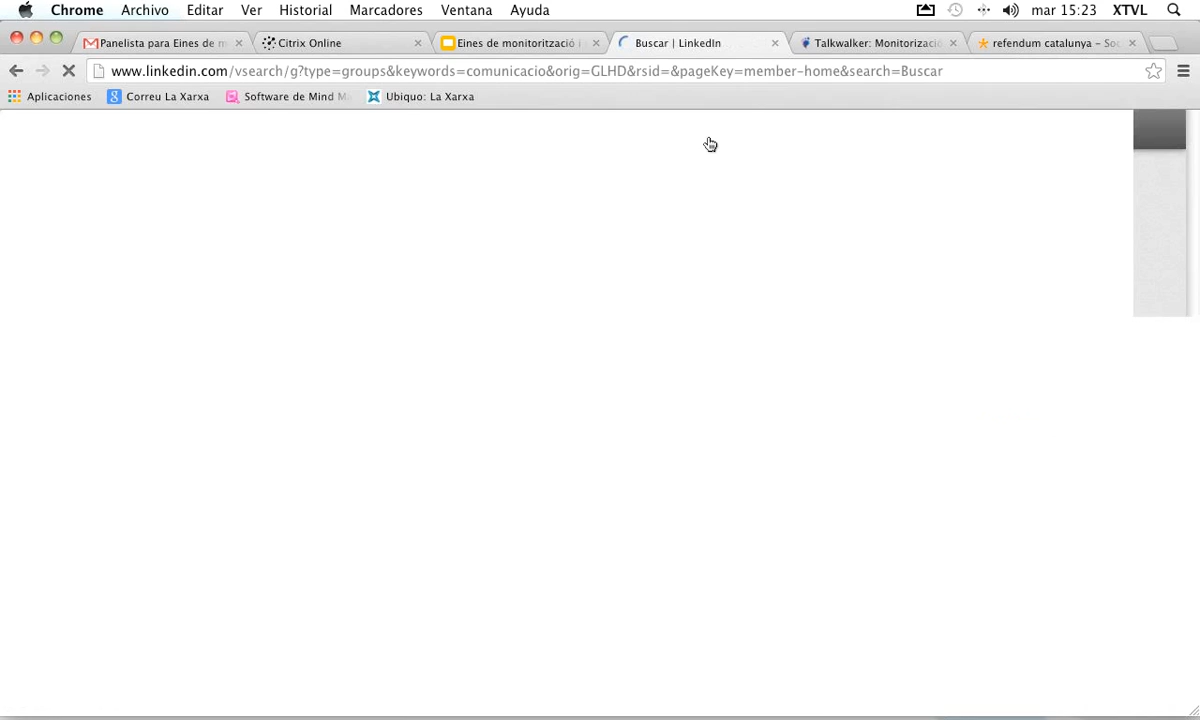 Chrome Archivo Editar Ver Historial Marcadores Ventana Ayuda mar 15:23 XTVL
Panelista para Eines de m Citrix Online Eines de monitorització i Buscar | LinkedIn Talkwalker: Monitorizació refendum catalunya – Soc
www.linkedin.com/vsearch/g?type=groups&keywords=comunicacio&orig=GLHD&rsid=&pageKey=member-home&search=Buscar
Aplicaciones Correu La Xarxa Software de Mind Ma Ubiquo: La Xarxa